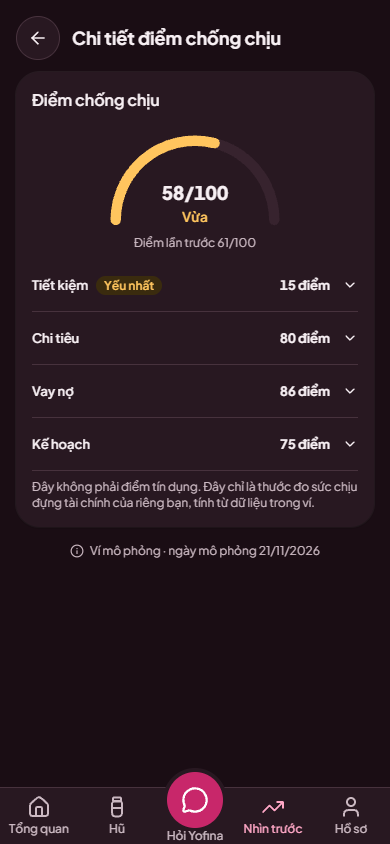 Chi tiết điểm chống chịu
Điểm chống chịu
58/100
Vừa
Điểm lần trước 61/100
Tiết kiệm Yếu nhất 15 điểm
Chi tiêu 80 điểm
Vay nợ 86 điểm
Kế hoạch 75 điểm
Đây không phải điểm tín dụng. Đây chỉ là thước đo sức chịu
đựng tài chính của riêng bạn, tính từ dữ liệu trong ví.
Ví mô phỏng · ngày mô phỏng 21/11/2026
Tổng quan Hũ Hỏi Yofina Nhìn trước Hồ sơ